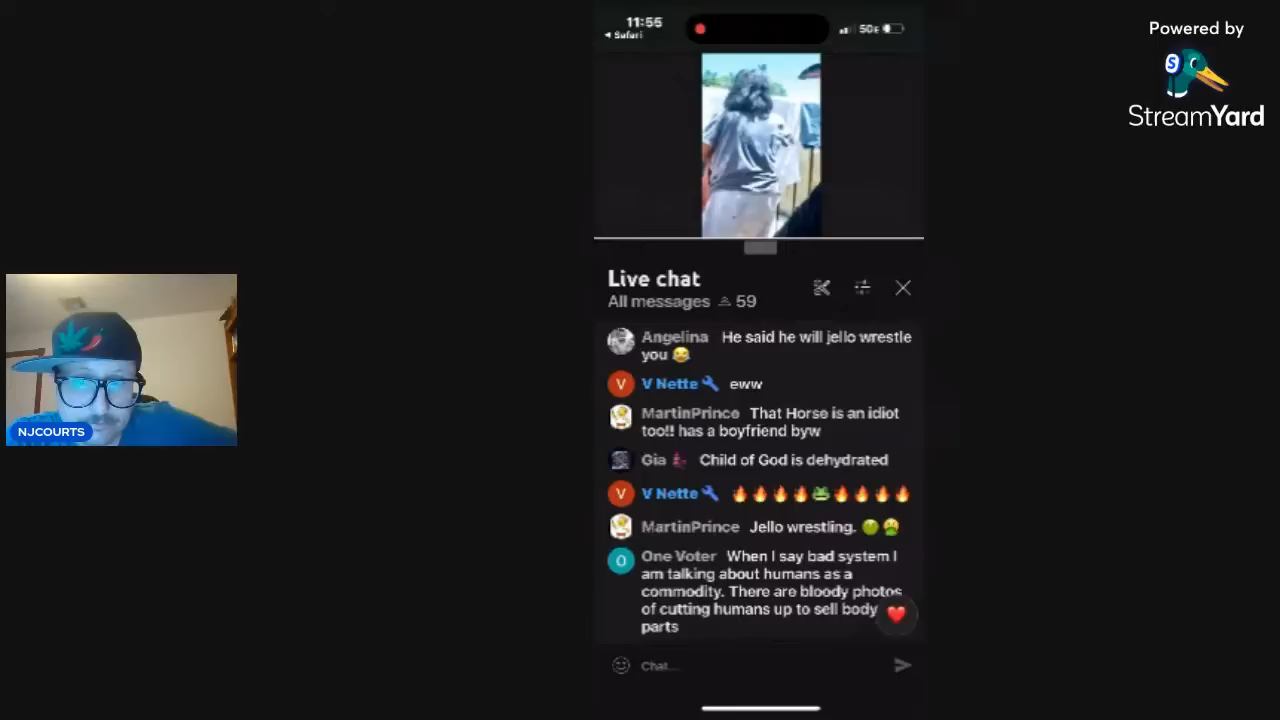 11:55
Safari
Powered by
StreamYard
Live chat
All messages 59
Angelina He said he will jello wrestle
you 😂
V V Nette eww
MartinPrince That Horse is an idiot
too!! has a boyfriend byw
Gia Child of God is dehydrated
V V Nette 🔥🔥🔥🔥🐸🔥🔥🔥🔥
MartinPrince Jello wrestling. 🤢🤮
O One Voter When I say bad system I
am talking about humans as a
commodity. There are bloody photos
of cutting humans up to sell body
parts
Chat...
NJCOURTS